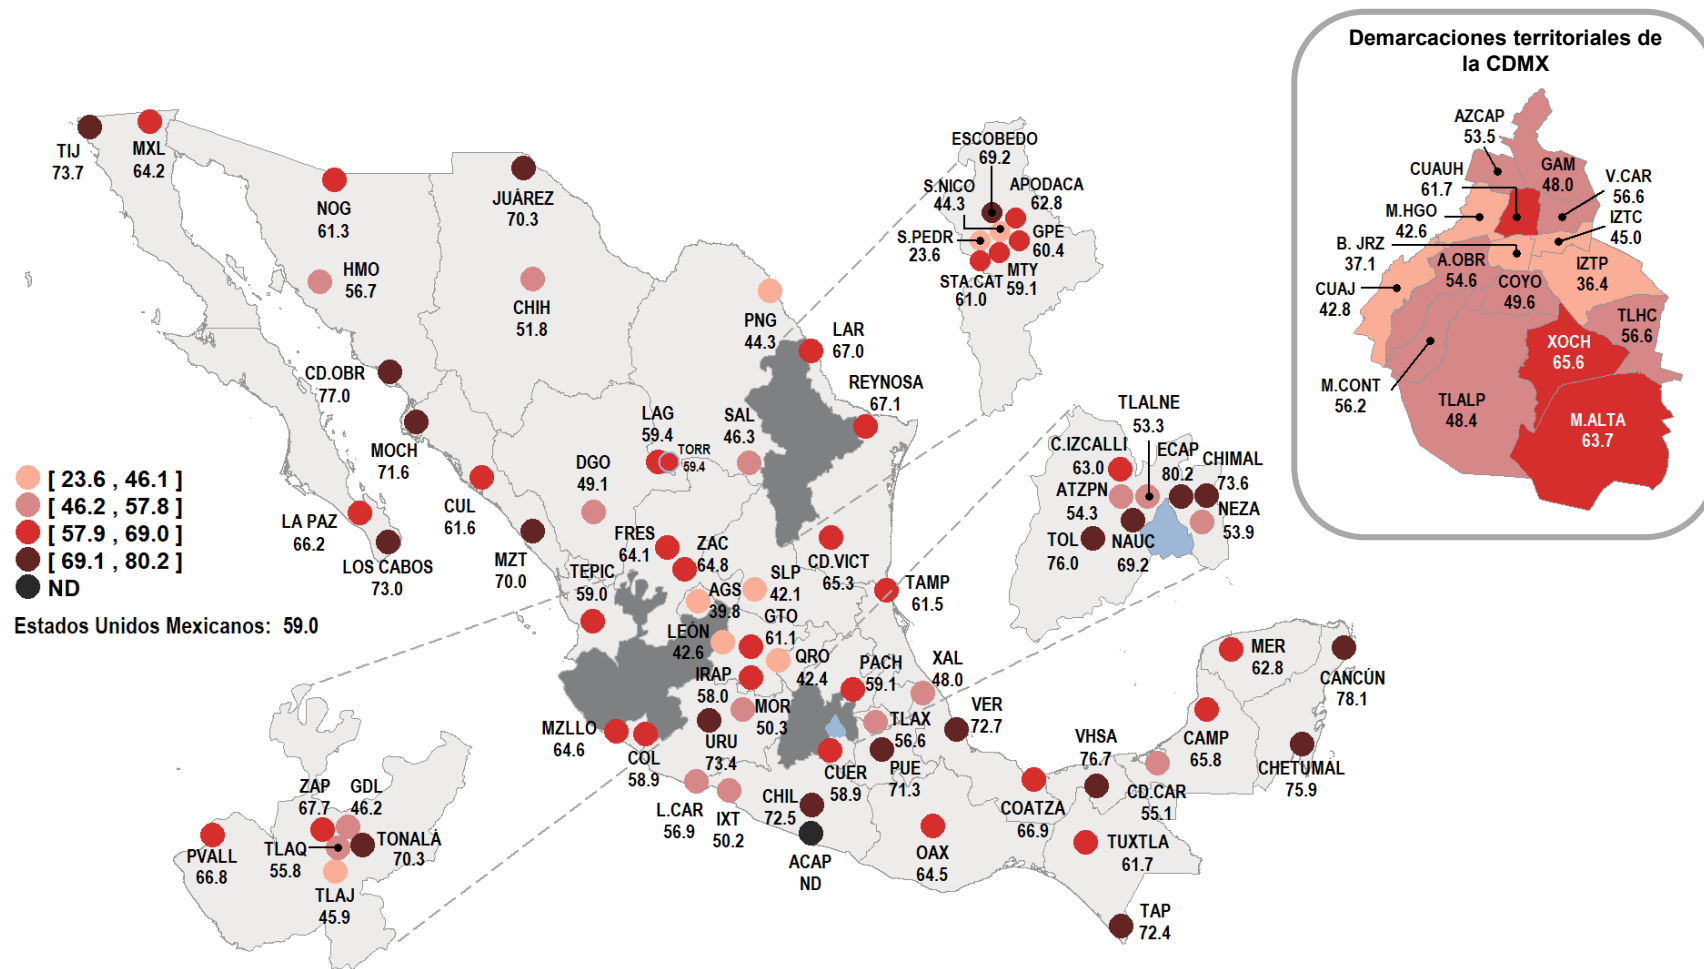 Demarcaciones territoriales de
la CDMX
AZCAP
53.5
CUAUH
61.7
GAM
48.0
V.CAR
56.6
M.HGO
42.6
IZTC
45.0
B. JRZ
37.1
A.OBR
54.6
IZTP
36.4
CUAJ
42.8
COYO
49.6
TLHC
56.6
XOCH
65.6
M.CONT
56.2
TLALP
48.4
M.ALTA
63.7
TIJ
73.7
MXL
64.2
NOG
61.3
JUÁREZ
70.3
HMO
56.7
CHIH
51.8
ESCOBEDO
69.2
S.NICO
44.3
APODACA
62.8
S.PEDR
23.6
GPE
60.4
STA.CAT
61.0
MTY
59.1
PNG
44.3
LAR
67.0
CD.OBR
77.0
REYNOSA
67.1
MOCH
71.6
LAG
59.4
TORR
59.4
SAL
46.3
DGO
49.1
CUL
61.6
LA PAZ
66.2
LOS CABOS
73.0
MZT
70.0
[ 23.6 , 46.1 ]
[ 46.2 , 57.8 ]
[ 57.9 , 69.0 ]
[ 69.1 , 80.2 ]
ND
Estados Unidos Mexicanos: 59.0
TLALNE
53.3
C.IZCALLI
63.0
ECAP
80.2
CHIMAL
73.6
ATZPN
54.3
NEZA
53.9
TOL
76.0
NAUC
69.2
FRES
64.1
ZAC
64.8
CD.VICT
65.3
TEPIC
59.0
AGS
39.8
SLP
42.1
TAMP
61.5
LEÓN
42.6
GTO
61.1
IRAP
58.0
QRO
42.4
PACH
59.1
XAL
48.0
MER
62.8
CANCÚN
78.1
MZLLO
64.6
COL
58.9
URU
73.4
MOR
50.3
TLAX
56.6
VER
72.7
CUER
58.9
PUE
71.3
VHSA
76.7
CAMP
65.8
CHETUMAL
75.9
CD.CAR
55.1
L.CAR
56.9
IXT
50.2
CHIL
72.5
ACAP
ND
OAX
64.5
COATZA
66.9
TUXTLA
61.7
TAP
72.4
ZAP
67.7
GDL
46.2
PVALL
66.8
TLAQ
55.8
TONALÁ
70.3
TLAJ
45.9